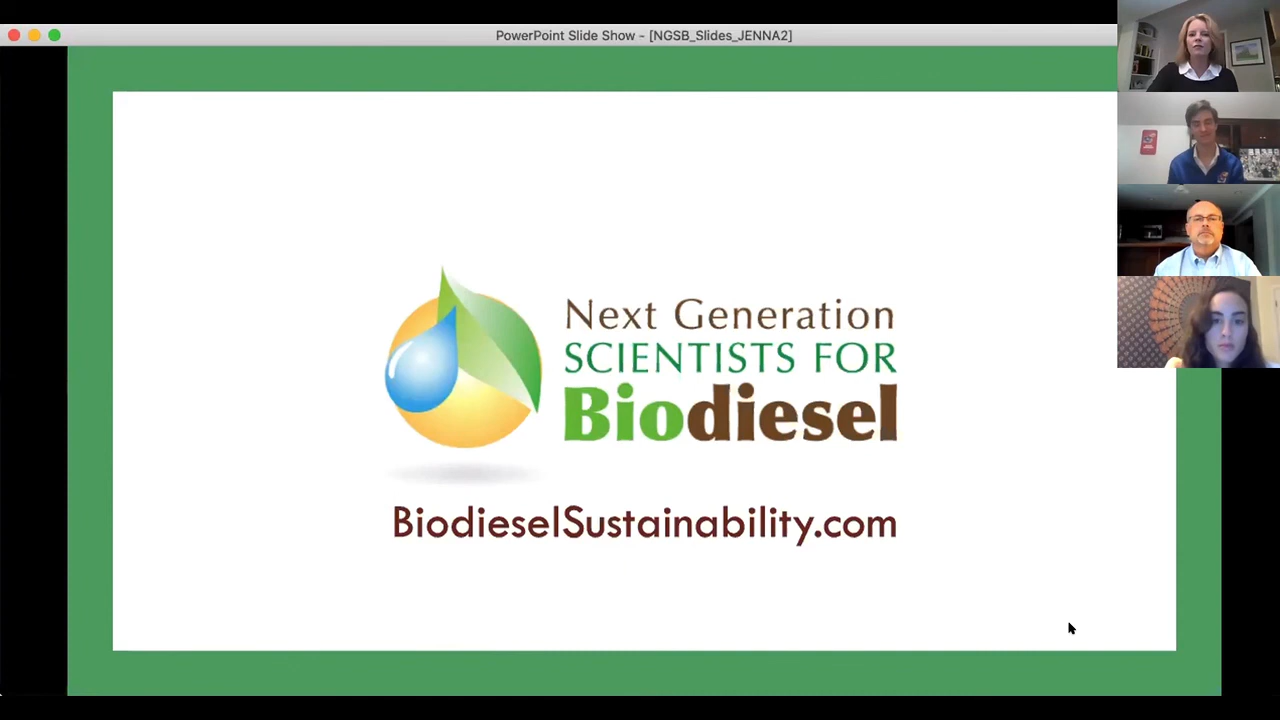 PowerPoint Slide Show - [NGSB_Slides_JENNA2]
Next Generation
SCIENTISTS FOR
Biodiesel
BiodieselSustainability.com